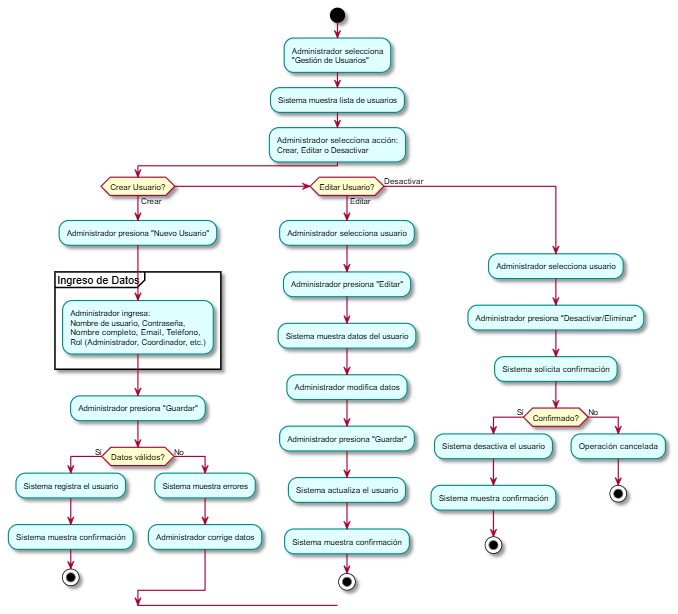 Administrador selecciona
"Gestión de Usuarios"
Sistema muestra lista de usuarios
Administrador selecciona acción:
Crear, Editar o Desactivar
Crear Usuario?
Crear
Administrador presiona "Nuevo Usuario"
Ingreso de Datos
Administrador ingresa:
Nombre de usuario, Contraseña,
Nombre completo, Email, Teléfono,
Rol (Administrador, Coordinador, etc.)
Administrador presiona "Guardar"
Datos válidos?
Sí
No
Sistema registra el usuario
Sistema muestra confirmación
Sistema muestra errores
Administrador corrige datos
Editar Usuario?
Editar
Administrador selecciona usuario
Administrador presiona "Editar"
Sistema muestra datos del usuario
Administrador modifica datos
Administrador presiona "Guardar"
Sistema actualiza el usuario
Sistema muestra confirmación
Desactivar
Administrador selecciona usuario
Administrador presiona "Desactivar/Eliminar"
Sistema solicita confirmación
Confirmado?
Sí
No
Sistema desactiva el usuario
Sistema muestra confirmación
Operación cancelada